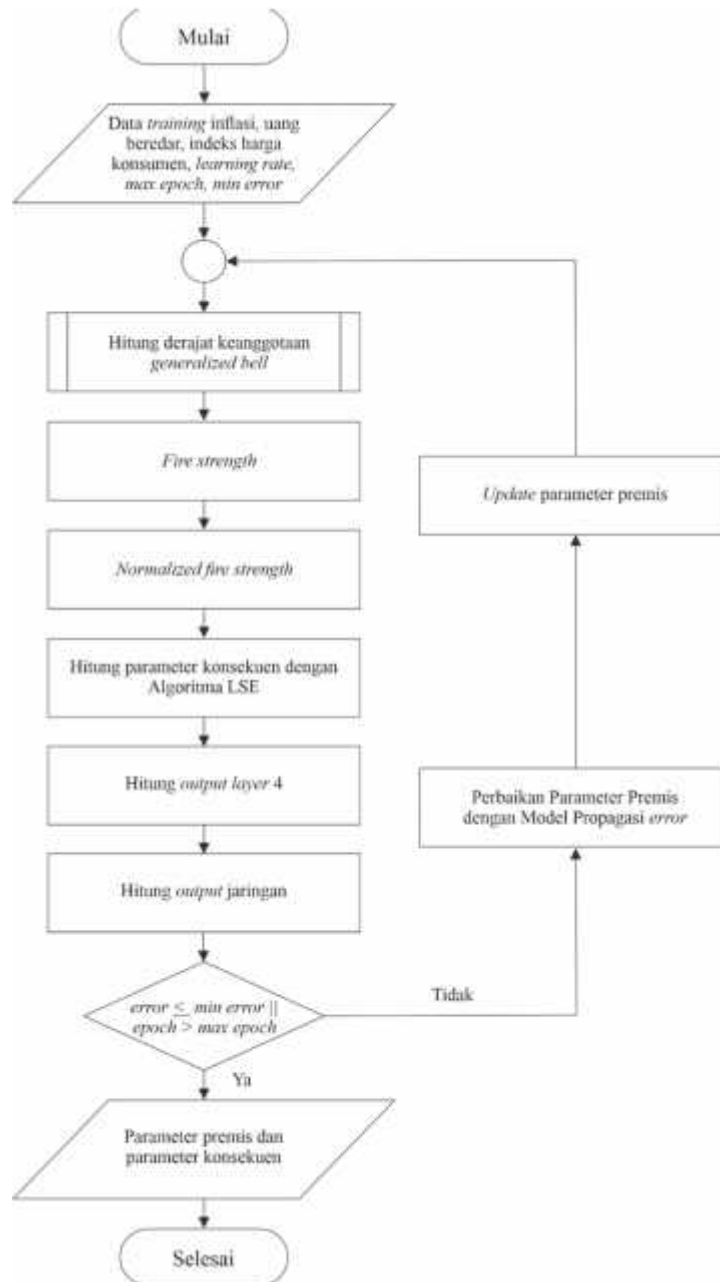 Mulai
Data training inflasi, uang
beredar, indeks harga
konsumen, learning rate,
max epoch, min error
Hitung derajat keanggotaan
generalized bell
Fire strength
Normalized fire strength
Hitung parameter konsekuen dengan
Algoritma LSE
Hitung output layer 4
Hitung output jaringan
error ≤ min error ||
epoch > max epoch
Tidak
Perbaikan Parameter Premis
dengan Model Propagasi error
Update parameter premis
Ya
Parameter premis dan
parameter konsekuen
Selesai